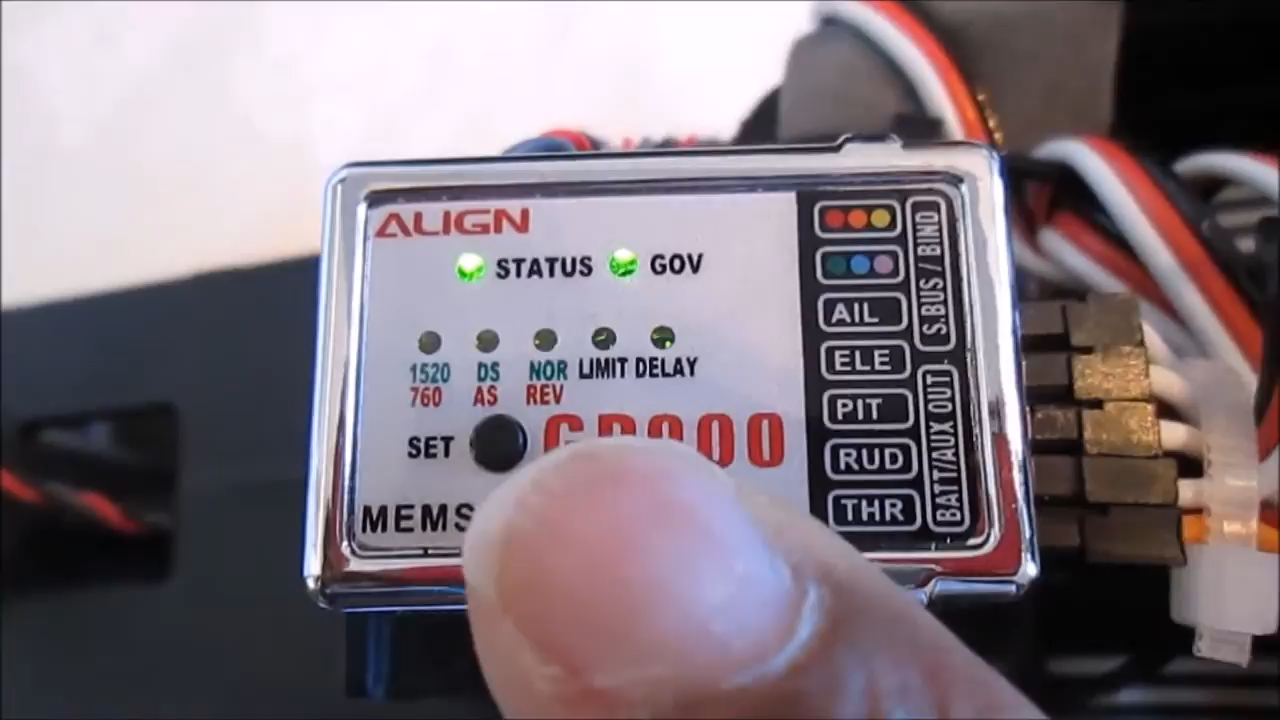 ALIGN
STATUS GOV
1520 DS NOR LIMIT DELAY
760 AS REV
SET
MEMS
AIL
ELE
PIT
RUD
THR
S.BUS / BIND
BATT/AUX OUT